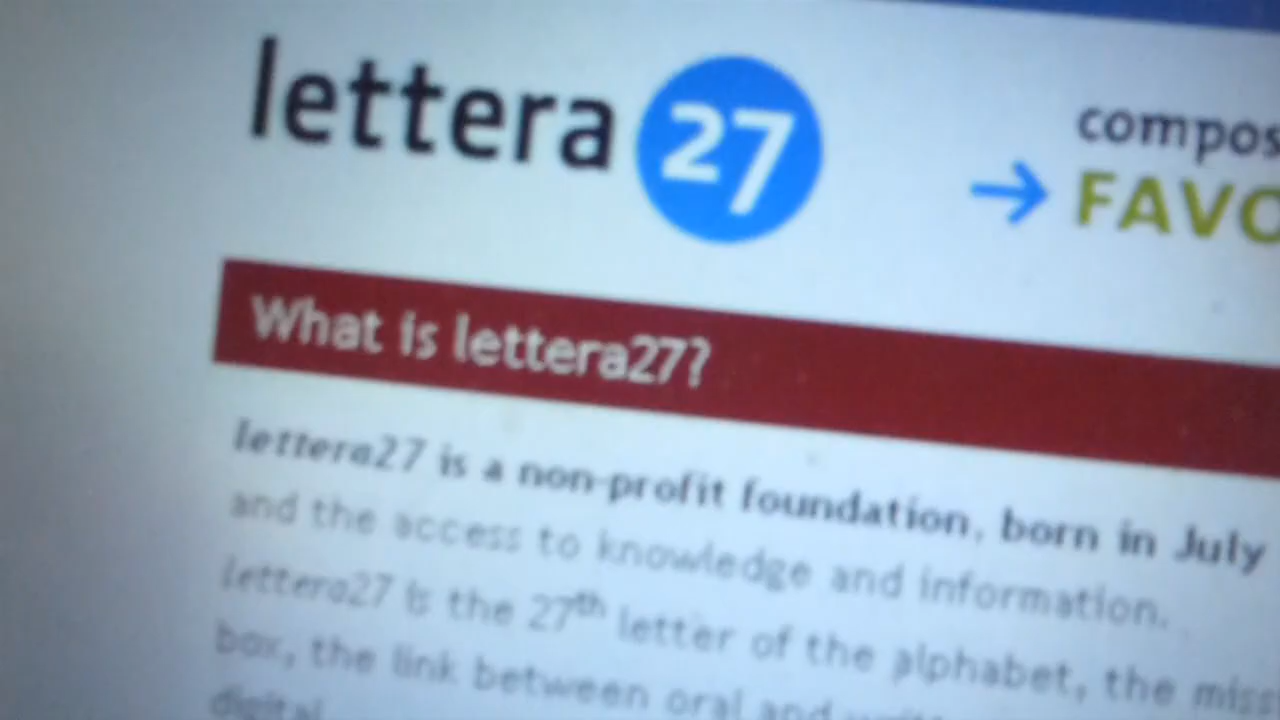 lettera 27
compos
→ FAVO
What is lettera27?
lettera27 is a non-profit foundation, born in July
and the access to knowledge and information.
lettera27 is the 27th letter of the alphabet, the miss
box, the link between oral and
digital